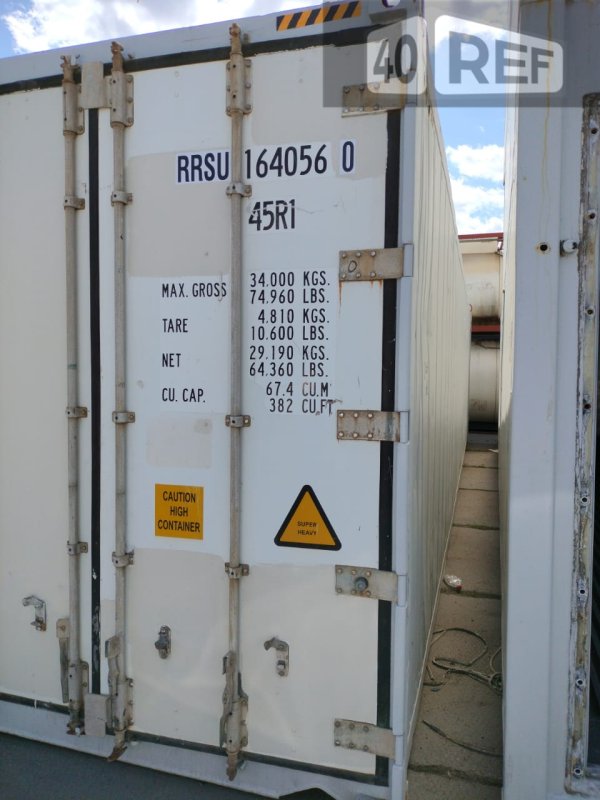 40 REF
RRSU 164056 0
45R1
MAX. GROSS 34.000 KGS.
74.960 LBS.
TARE 4.810 KGS.
10.600 LBS.
NET 29.190 KGS.
64.360 LBS.
CU. CAP. 67.4 CU.M
382 CU.FT
CAUTION
HIGH
CONTAINER
SUPER
HEAVY